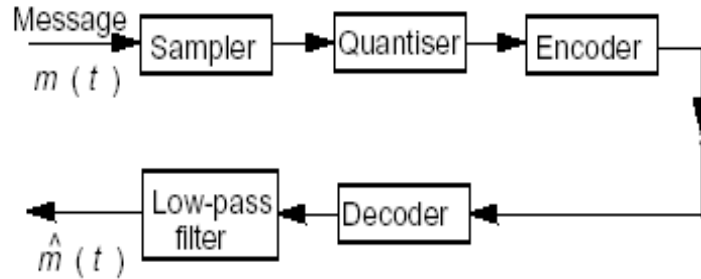 Message
m ( t )
Sampler
Quantiser
Encoder
Low-pass
filter
Decoder
m̂ ( t )